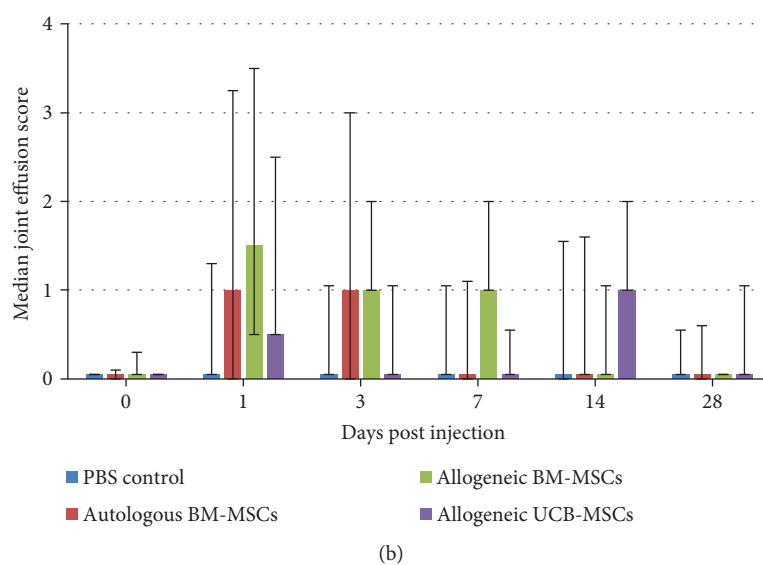 4
3
2
1
0
Median joint effusion score
0 1 3 7 14 28
Days post injection
PBS control
Allogeneic BM-MSCs
Autologous BM-MSCs
Allogeneic UCB-MSCs
(b)